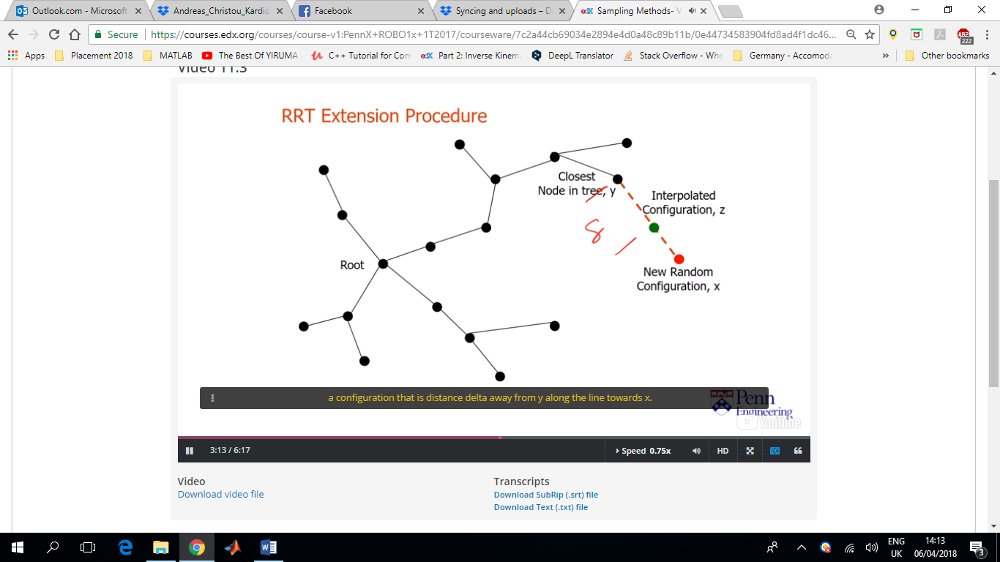 Outlook.com - Microsoft
Andreas_Christou_Kardio
Facebook
Syncing and uploads – D
Sampling Methods- V
Secure
https://courses.edx.org/courses/course-v1:PennX+ROBO1x+1T2017/courseware/7c2a44cb69034e2894e4d0a48c89b11b/0e44734583904fd8ad4f1dc46...
ABP
222
Apps
Placement 2018
MATLAB
The Best Of YIRUMA
C++ Tutorial for Com
Part 2: Inverse Kinema
DeepL Translator
Stack Overflow - Whe
Germany - Accomoda
»
Other bookmarks
Video 11.3
RRT Extension Procedure
Closest
Node in tree, y
Interpolated
Configuration, z
Root
New Random
Configuration, x
a configuration that is distance delta away from y along the line towards x.
Penn
Engineering
YouTube
3:13 / 6:17
Speed 0.75x
HD
CC
Video
Download video file
Transcripts
Download SubRip (.srt) file
Download Text (.txt) file
ENG
UK
14:13
06/04/2018
3